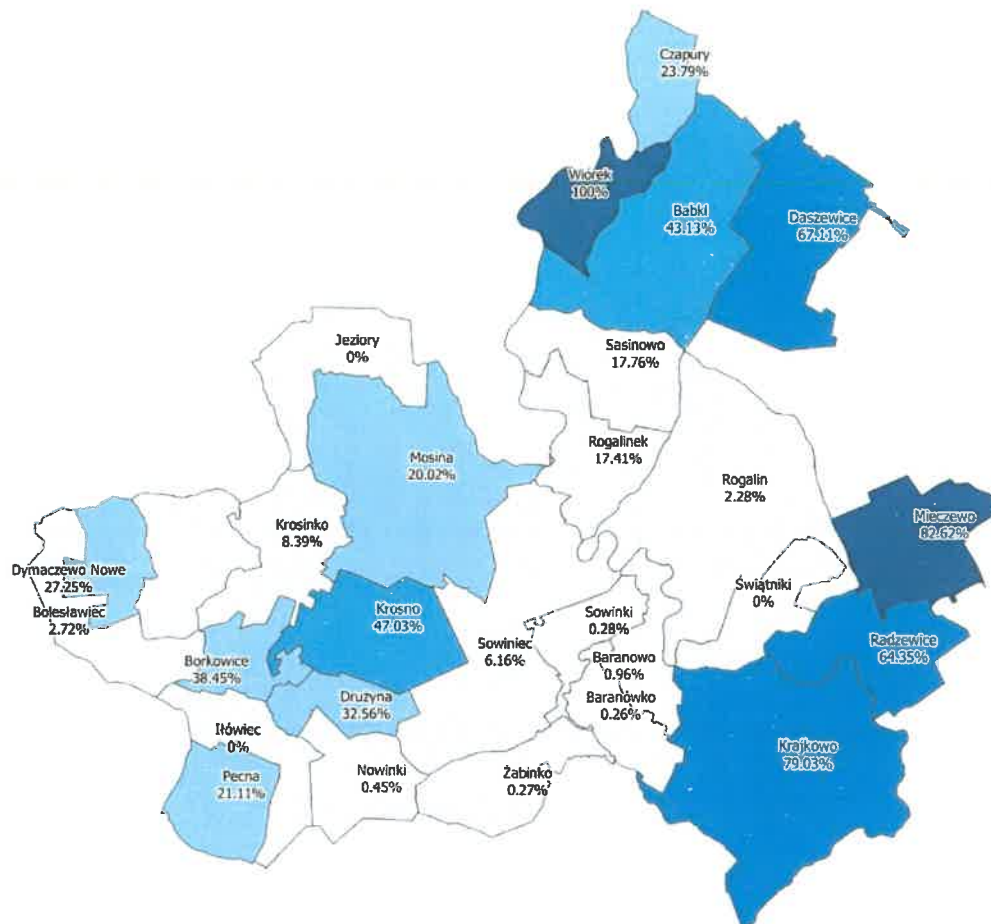 Czapury
23.79%
Wiórek
100%
Babki
43.13%
Daszewice
67.11%
Jeziory
0%
Sasinowo
17.76%
Rogalinek
17.41%
Mosina
20.02%
Rogalin
2.28%
Mieczewo
82.62%
Krosinko
8.39%
Dymaczewo Nowe
27.25%
Bolesławiec
2.72%
Świątniki
0%
Krosno
47.03%
Sowinki
0.28%
Sowiniec
6.16%
Radzewice
64.35%
Borkowice
38.45%
Baranowo
0.96%
Drużyna
32.56%
Baranówko
0.26%
Iłówiec
0%
Krajkowo
79.03%
Pecna
21.11%
Nowinki
0.45%
Żabinko
0.27%